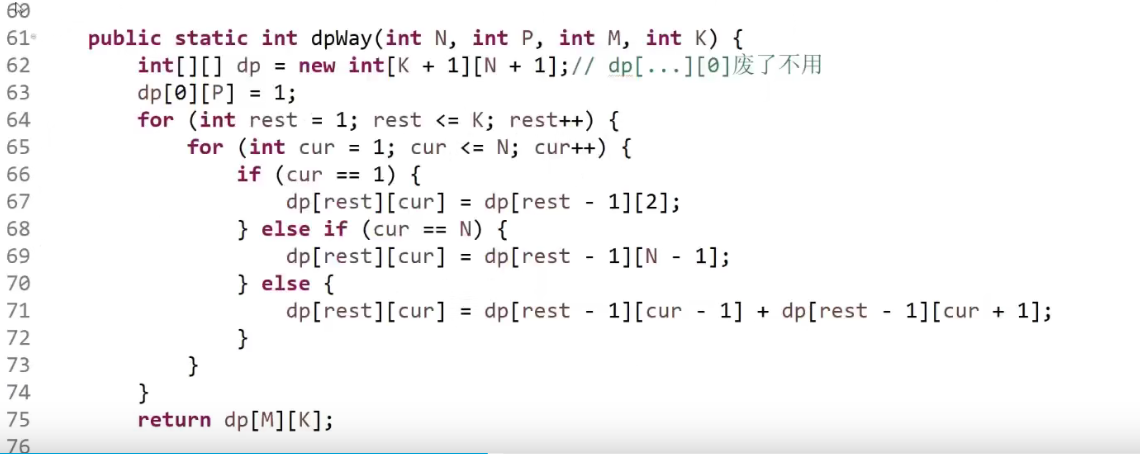 60
61 public static int dpWay(int N, int P, int M, int K) {
62 int[][] dp = new int[K + 1][N + 1];// dp[...][0]废了不用
63 dp[0][P] = 1;
64 for (int rest = 1; rest <= K; rest++) {
65 for (int cur = 1; cur <= N; cur++) {
66 if (cur == 1) {
67 dp[rest][cur] = dp[rest - 1][2];
68 } else if (cur == N) {
69 dp[rest][cur] = dp[rest - 1][N - 1];
70 } else {
71 dp[rest][cur] = dp[rest - 1][cur - 1] + dp[rest - 1][cur + 1];
72 }
73 }
74 }
75 return dp[M][K];
76